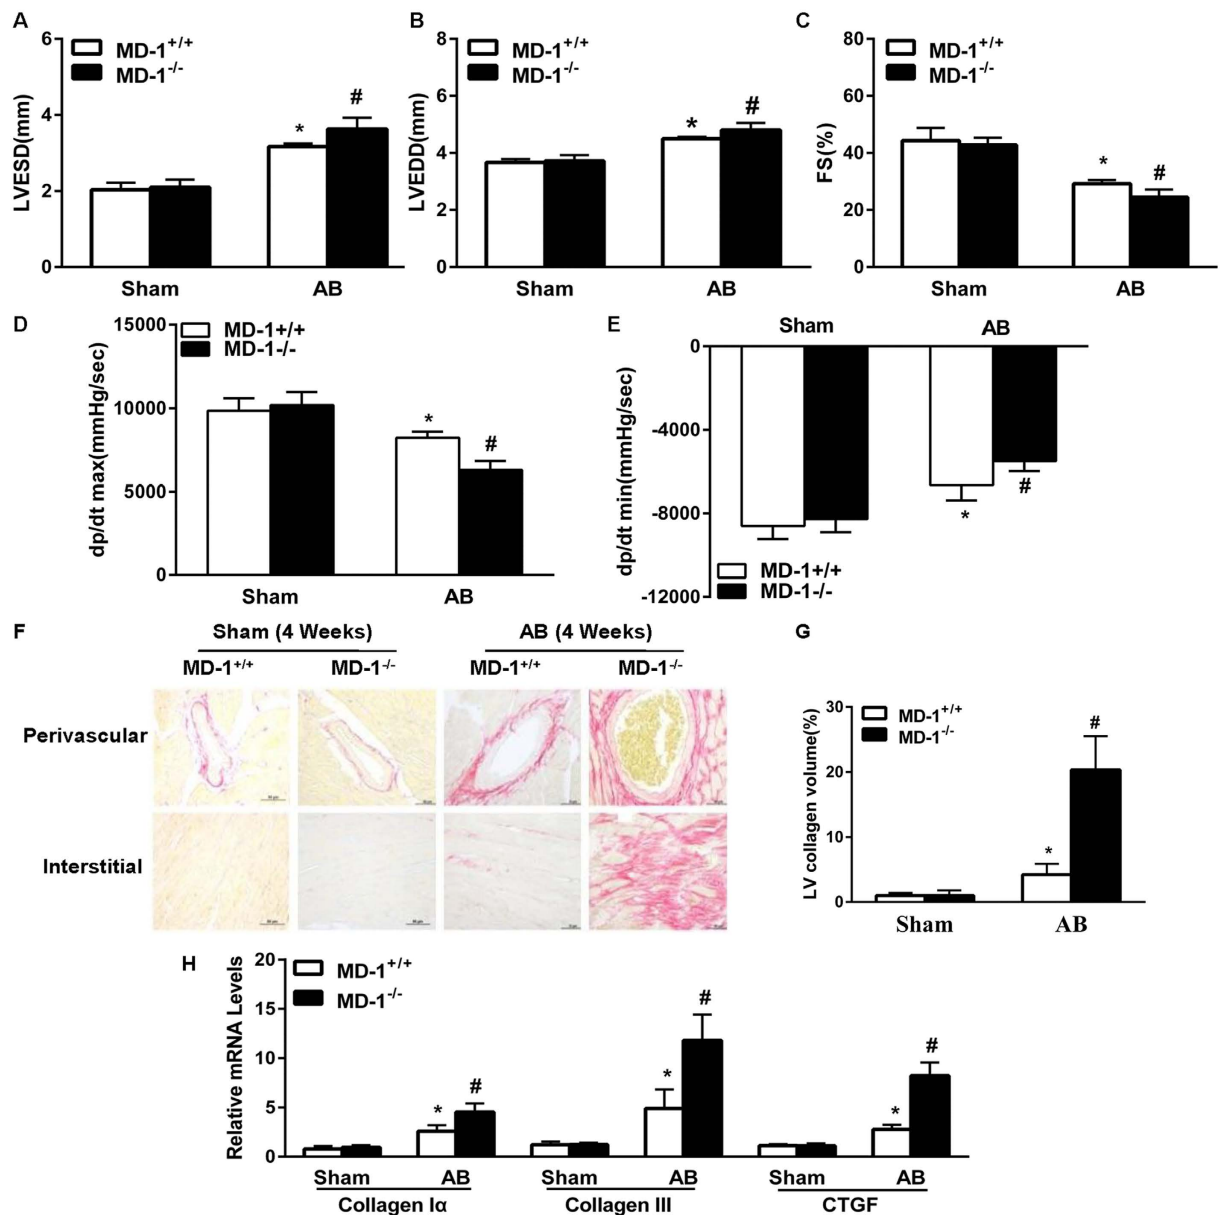 A
LVESD(mm)
6
4
2
0
MD-1+/+
MD-1-/-
*
#
Sham
AB
B
LVEDD(mm)
8
6
4
2
0
MD-1+/+
MD-1-/-
*
#
Sham
AB
C
FS(%)
80
60
40
20
0
MD-1+/+
MD-1-/-
*
#
Sham
AB
D
dp/dt max(mmHg/sec)
15000
10000
5000
0
MD-1+/+
MD-1-/-
*
#
Sham
AB
E
dp/dt min(mmHg/sec)
Sham
AB
0
-4000
-8000
-12000
*
#
MD-1+/+
MD-1-/-
F
Sham (4 Weeks)
AB (4 Weeks)
MD-1+/+
MD-1-/-
MD-1+/+
MD-1-/-
Perivascular
Interstitial
G
LV collagen volume(%)
30
20
10
0
MD-1+/+
MD-1-/-
*
#
Sham
AB
H
Relative mRNA Levels
20
15
10
5
0
MD-1+/+
MD-1-/-
*
#
*
#
*
#
Sham
AB
Sham
AB
Sham
AB
Collagen Iα
Collagen III
CTGF